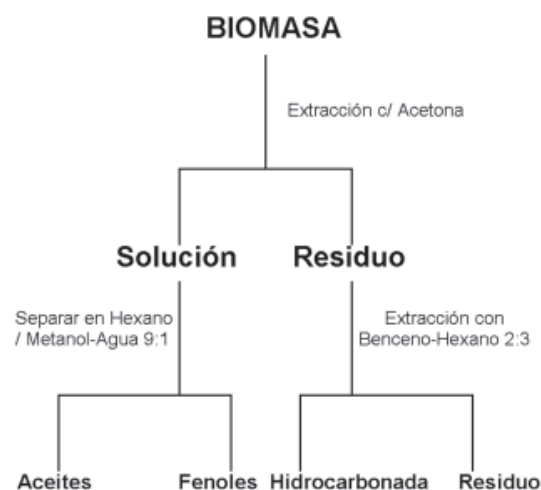 BIOMASA
Extracción c/ Acetona
Solución
Residuo
Separar en Hexano
/ Metanol-Agua 9:1
Extracción con
Benceno-Hexano 2:3
Aceites
Fenoles
Hidrocarbonada
Residuo